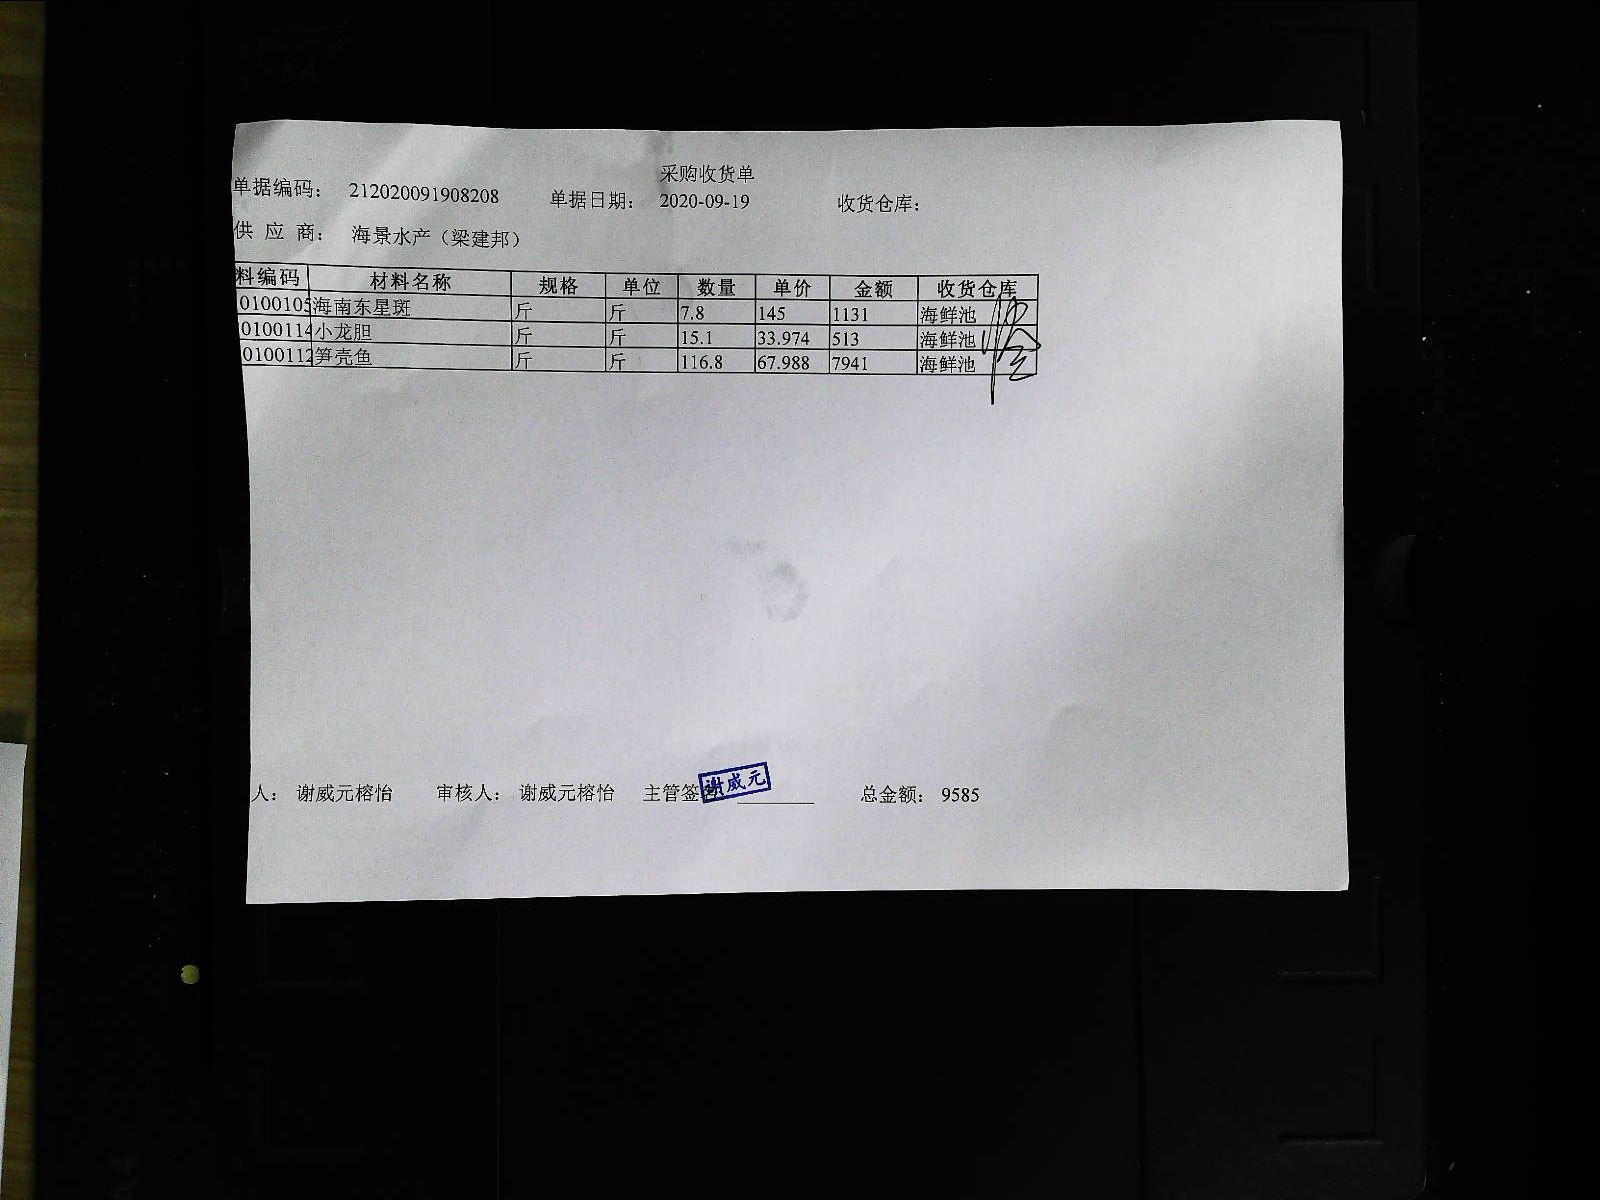 采购收货单
单据编码： 212020091908208 单据日期： 2020-09-19 收货仓库：
供 应 商： 海景水产（梁建邦）
料编码 材料名称 规格 单位 数量 单价 金额 收货仓库
0100105 海南东星斑 斤 斤 7.8 145 1131 海鲜池
0100114 小龙胆 斤 斤 15.1 33.974 513 海鲜池
0100112 笋壳鱼 斤 斤 116.8 67.988 7941 海鲜池
人： 谢威元榕怡 审核人： 谢威元榕怡 主管签 谢威元 总金额： 9585